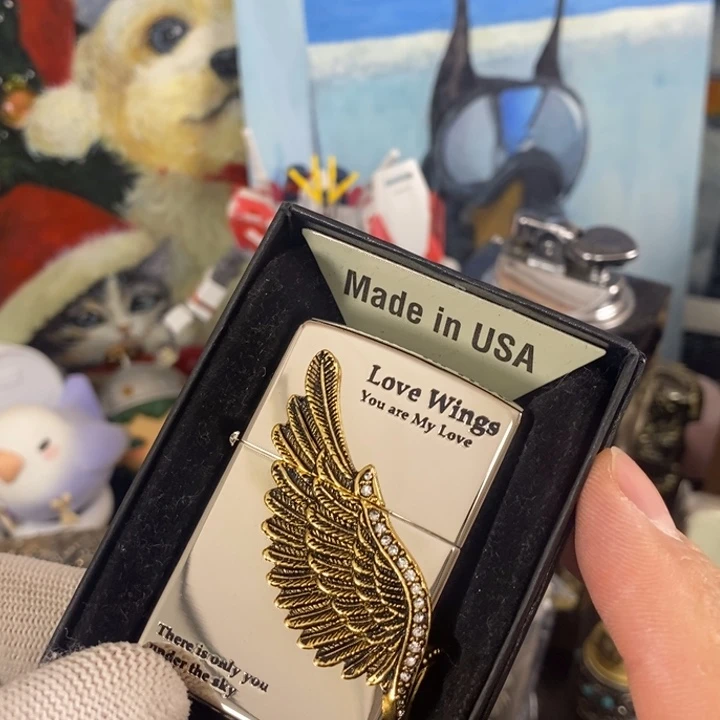 Made in USA
Love Wings
You are My Love
There is only you
under the sky